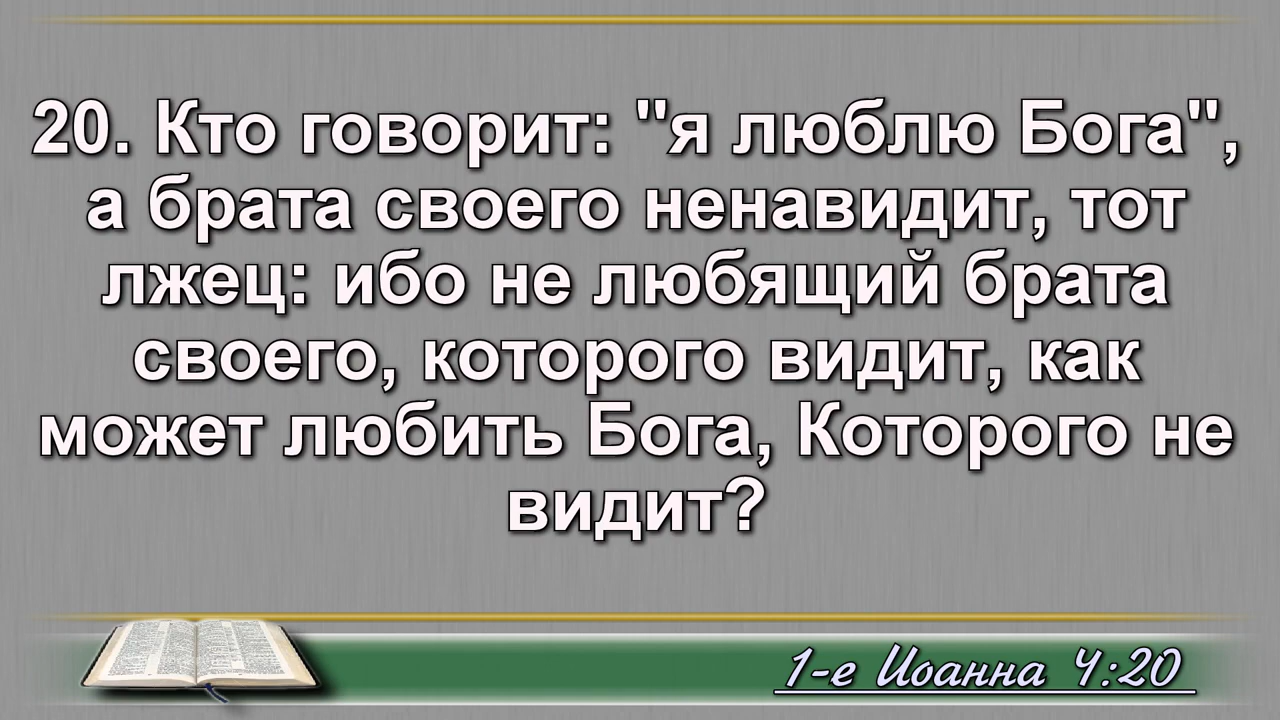 20. Кто говорит: "я люблю Бога",
а брата своего ненавидит, тот
лжец: ибо не любящий брата
своего, которого видит, как
может любить Бога, Которого не
видит?
1-е Иоанна 4:20